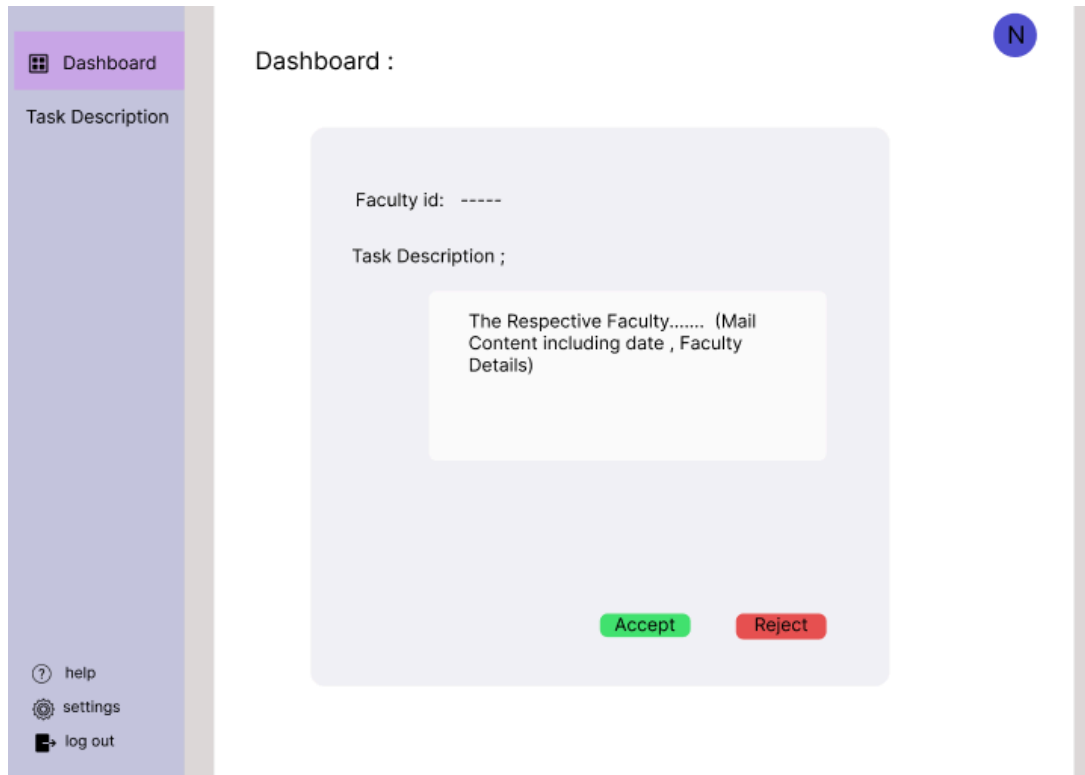 Dashboard
Task Description
help
settings
log out
N
Dashboard :
Faculty id: -----
Task Description ;
The Respective Faculty....... (Mail
Content including date , Faculty
Details)
Accept
Reject